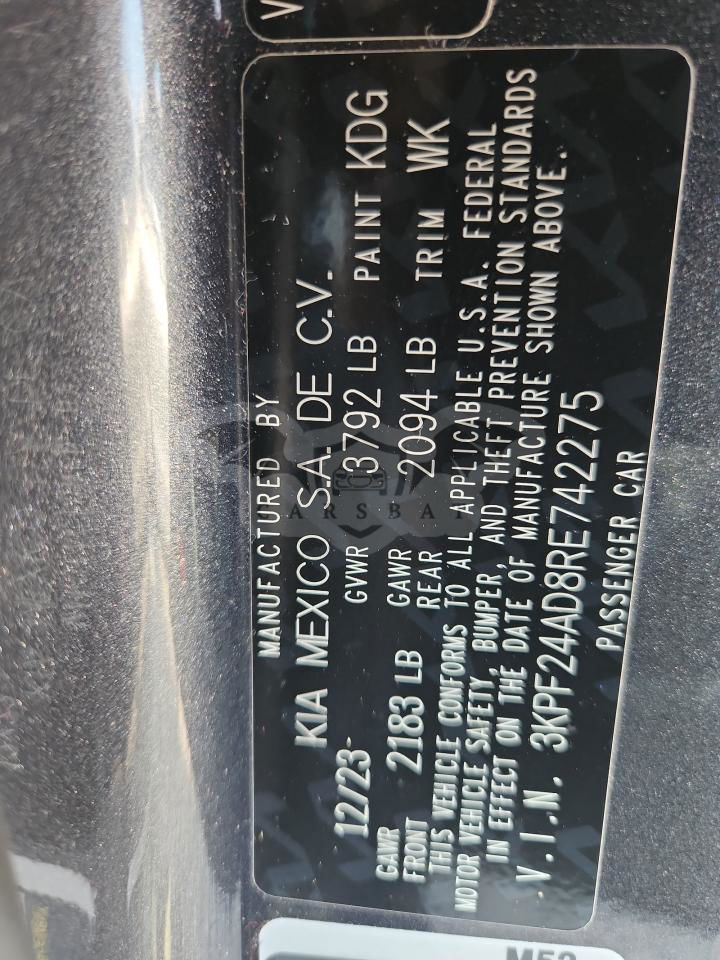 V
MANUFACTURED BY
KIA MEXICO S.A. DE C.V.
12/23 GVWR 3792 LB PAINT KDG
GAWR FRONT 2183 LB GAWR REAR 2094 LB TRIM WK
THIS VEHICLE CONFORMS TO ALL APPLICABLE U.S.A. FEDERAL
MOTOR VEHICLE SAFETY, BUMPER, AND THEFT PREVENTION STANDARDS
IN EFFECT ON THE DATE OF MANUFACTURE SHOWN ABOVE.
V.I.N. 3KPF24AD8RE742275
PASSENGER CAR
CARSBAT